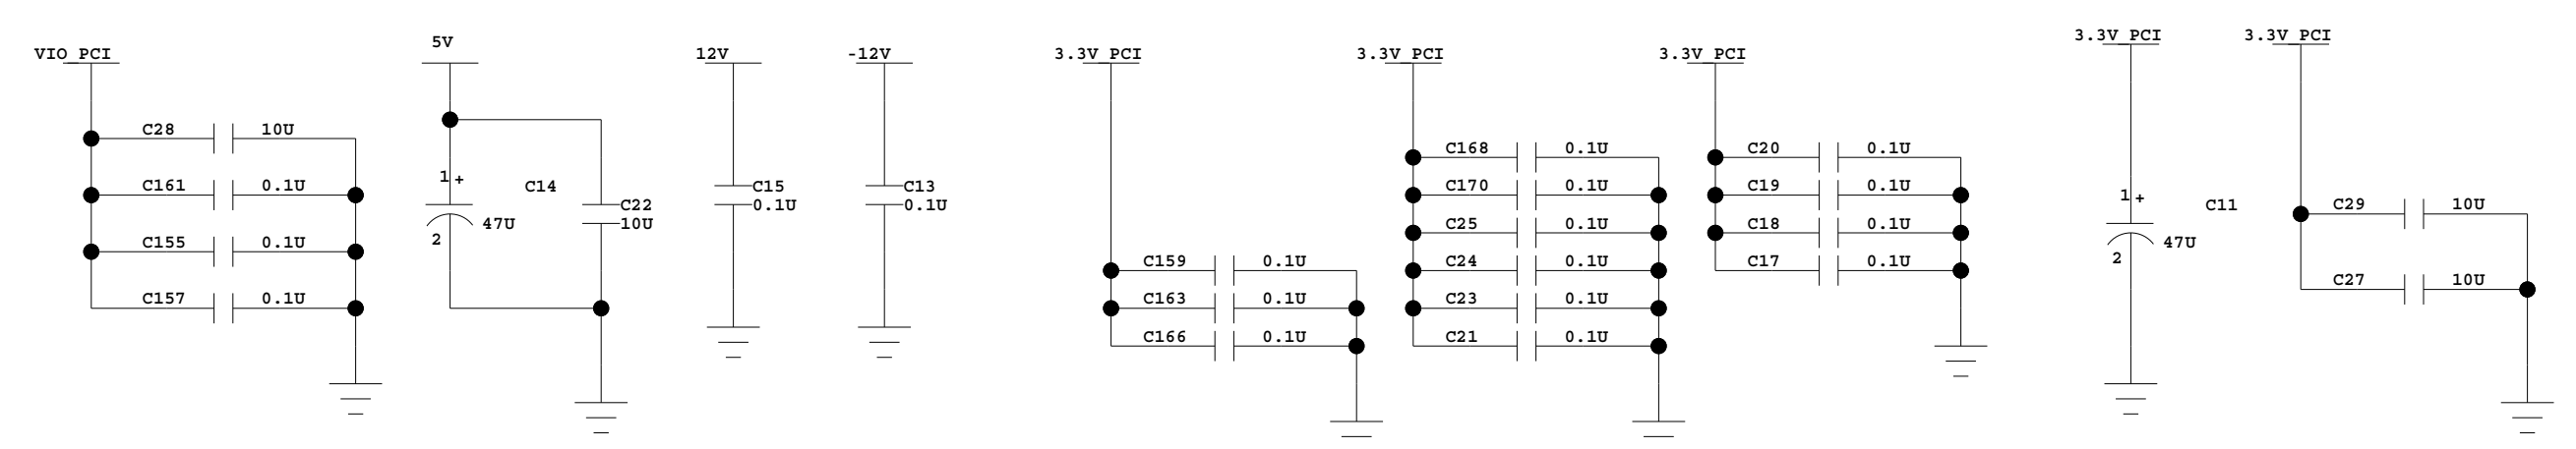 VIO_PCI
C28 10U
C161 0.1U
C155 0.1U
C157 0.1U
5V
1 +
C14
47U
2
C22
10U
12V
C15
0.1U
-12V
C13
0.1U
3.3V_PCI
C159 0.1U
C163 0.1U
C166 0.1U
3.3V_PCI
C168 0.1U
C170 0.1U
C25 0.1U
C24 0.1U
C23 0.1U
C21 0.1U
3.3V_PCI
C20 0.1U
C19 0.1U
C18 0.1U
C17 0.1U
3.3V_PCI
1 +
C11
47U
2
3.3V_PCI
C29 10U
C27 10U